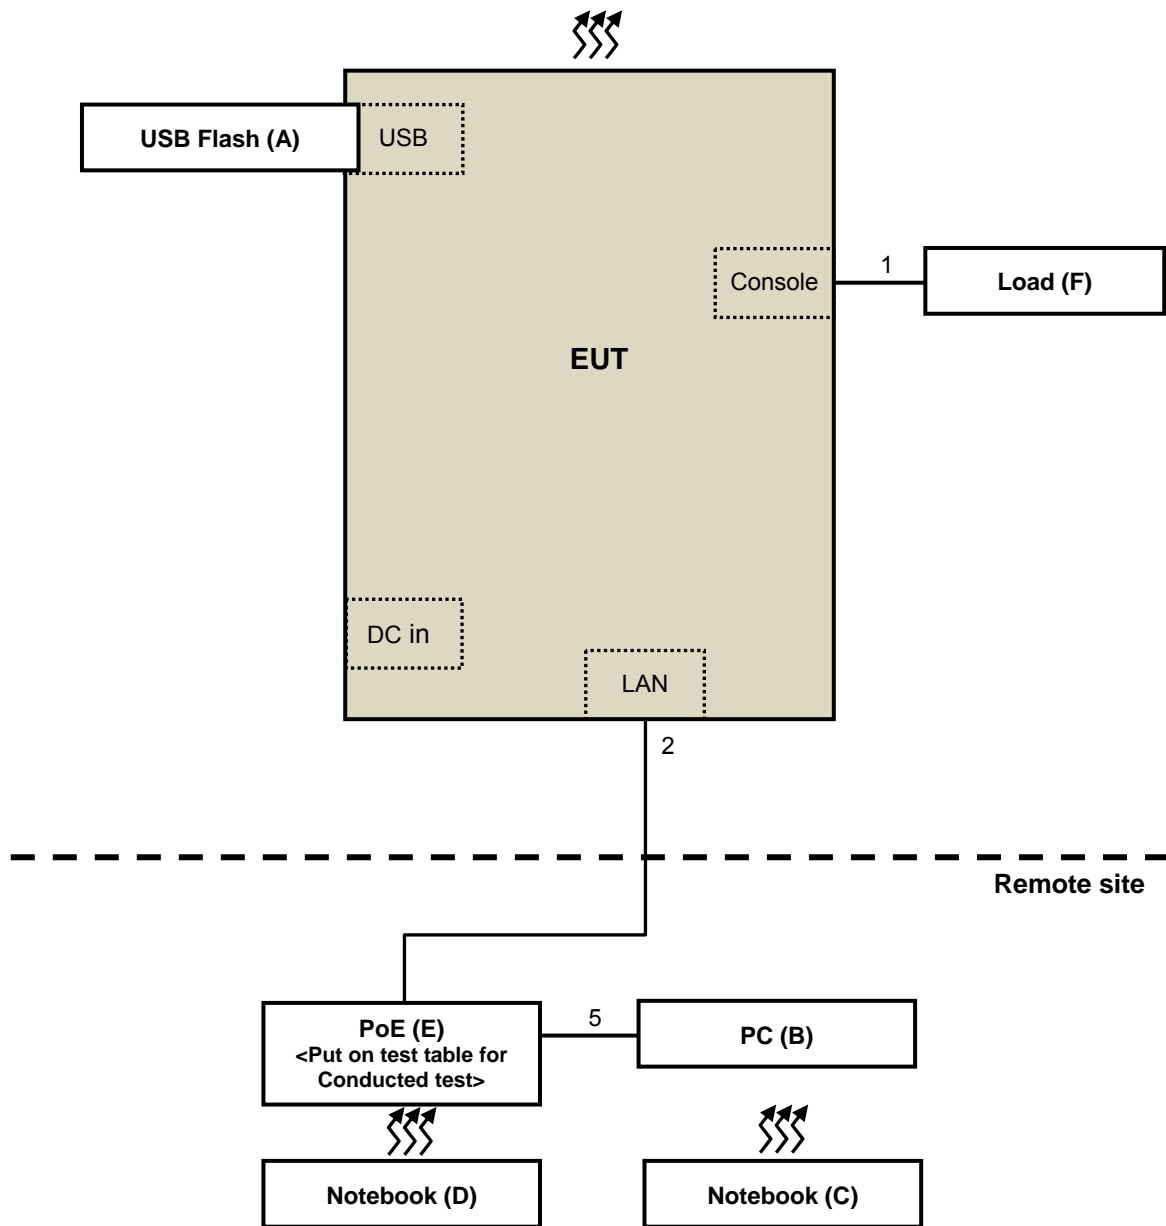 USB Flash (A)
USB
Console
1
Load (F)
EUT
DC in
LAN
2
Remote site
PoE (E)
<Put on test table for
Conducted test>
5
PC (B)
Notebook (D)
Notebook (C)